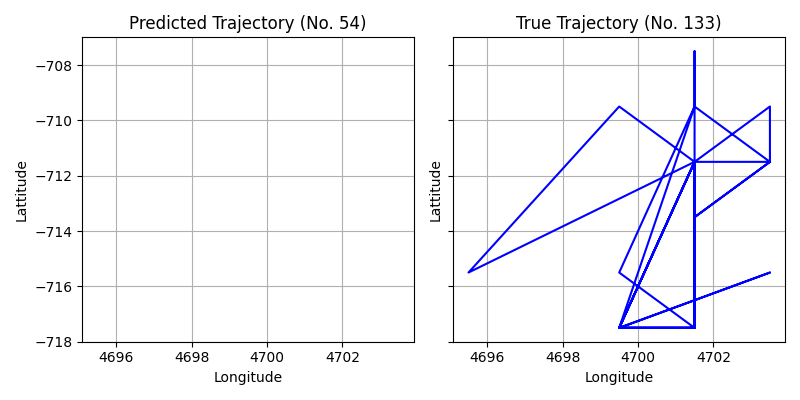 Predicted Trajectory (No. 54)
True Trajectory (No. 133)
Lattitude
−708
−710
−712
−714
−716
−718
4696
4698
4700
4702
Longitude
Lattitude
4696
4698
4700
4702
Longitude